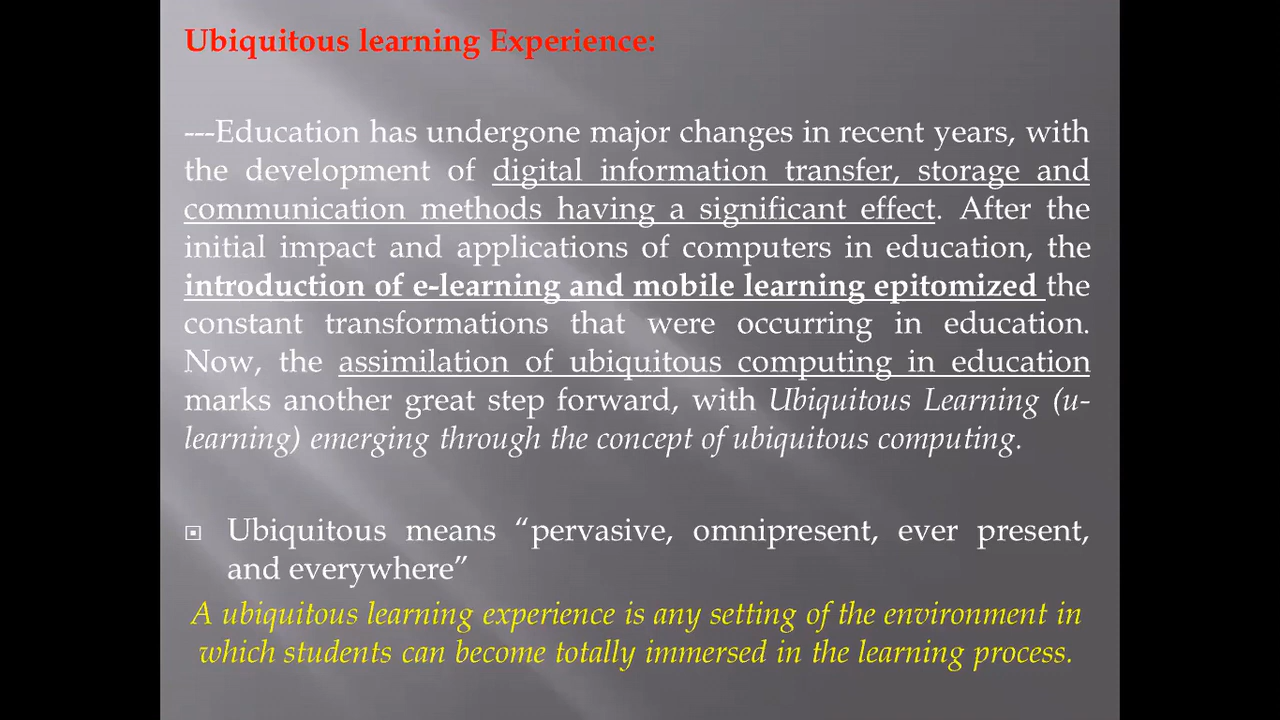 Ubiquitous learning Experience:
---Education has undergone major changes in recent years, with
the development of digital information transfer, storage and
communication methods having a significant effect. After the
initial impact and applications of computers in education, the
introduction of e-learning and mobile learning epitomized the
constant transformations that were occurring in education.
Now, the assimilation of ubiquitous computing in education
marks another great step forward, with Ubiquitous Learning (u-
learning) emerging through the concept of ubiquitous computing.
Ubiquitous means “pervasive, omnipresent, ever present,
and everywhere”
A ubiquitous learning experience is any setting of the environment in
which students can become totally immersed in the learning process.